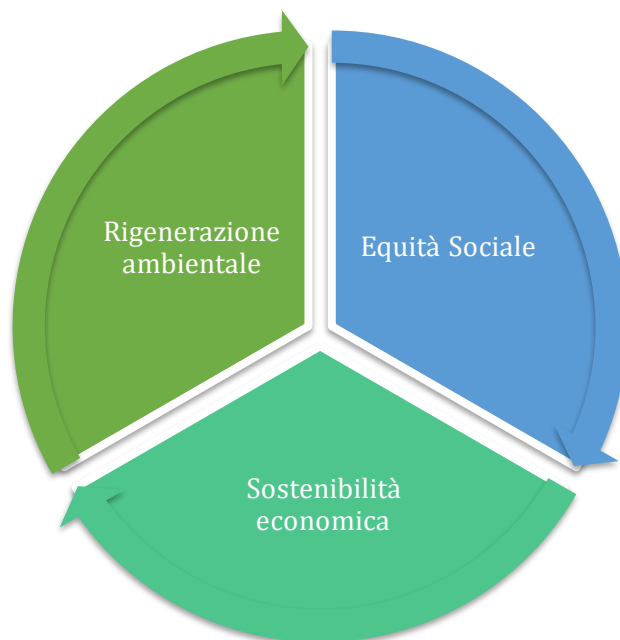 Rigenerazione
ambientale
Equità Sociale
Sostenibilità
economica